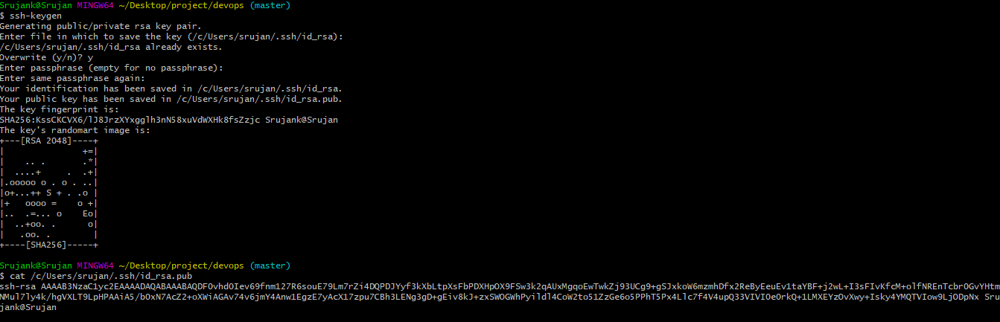 Srujank@Srujan MINGW64 ~/Desktop/project/devops (master)
$ ssh-keygen
Generating public/private rsa key pair.
Enter file in which to save the key (/c/Users/srujan/.ssh/id_rsa):
/c/Users/srujan/.ssh/id_rsa already exists.
Overwrite (y/n)? y
Enter passphrase (empty for no passphrase):
Enter same passphrase again:
Your identification has been saved in /c/Users/srujan/.ssh/id_rsa.
Your public key has been saved in /c/Users/srujan/.ssh/id_rsa.pub.
The key fingerprint is:
SHA256:KssCKCVX6/lJ8JrzXYxgglh3nN58xuVdWXHk8fsZzjc Srujank@Srujan
The key's randomart image is:
+---[RSA 2048]----+
|               +=|
|    .. .       .*|
|  ....+     .  .+|
|.ooooo o . o . ..|
|o+...++ S + . .o |
|+   oooo =    o +|
|..  .=... o    Eo|
|  ..+oo. .      o|
|   .oo. .        |
+----[SHA256]-----+
Srujank@Srujan MINGW64 ~/Desktop/project/devops (master)
$ cat /c/Users/srujan/.ssh/id_rsa.pub
ssh-rsa AAAAB3NzaC1yc2EAAAADAQABAAABAQDFOvhdOIev69fnm127R6souE79Lm7rZi4DQPDJYyf3kXbLtpXsFbPDXHpOX9FSw3k2qAUxMgqoEwTwkZj93UCg9+gSJxkoW6mzmhDfx2ReByEeuEv1taYBF+j2wL+I3sFIvKfcM+olfNREnTcbrOGvYHtm
NMul7ly4k/hgVXLT9LpHPAAiA5/bOxN7AcZ2+oXWiAGAv74v6jmY4Anw1EgzE7yAcX17zpu7CBh3LENg3gD+gEiv8kJ+zxSWOGWhPyildl4CoW2to51ZzGe6o5PPhT5Px4Llc7f4V4upQ33VIVIOeOrkQ+1LMXEYzOvXwy+Isky4YMQTVIow9LjODpNx Sru
jank@Srujan